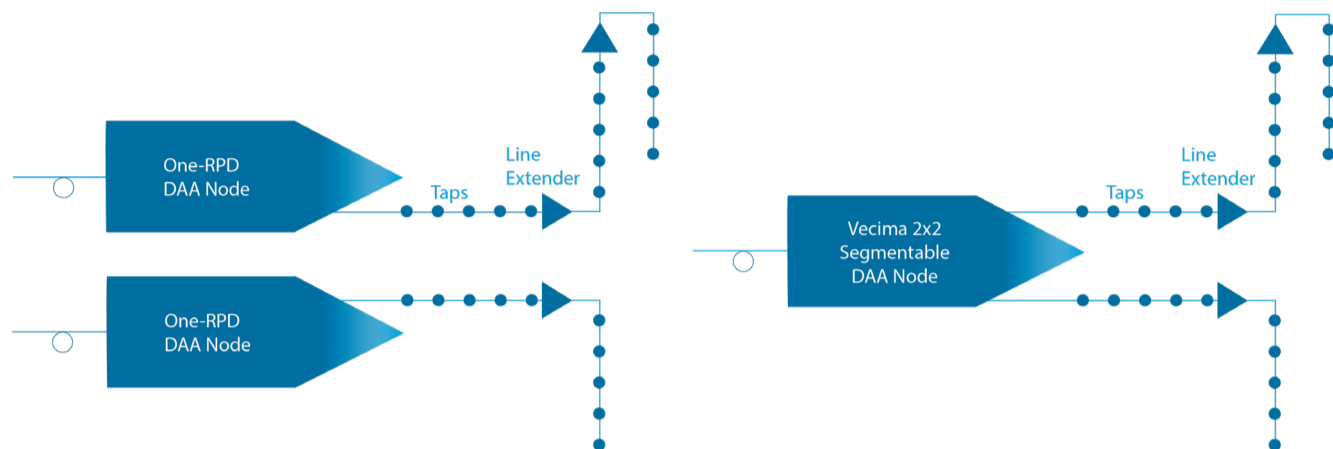 One-RPD
DAA Node
Taps
Line
Extender
One-RPD
DAA Node
Vecima 2x2
Segmentable
DAA Node
Taps
Line
Extender